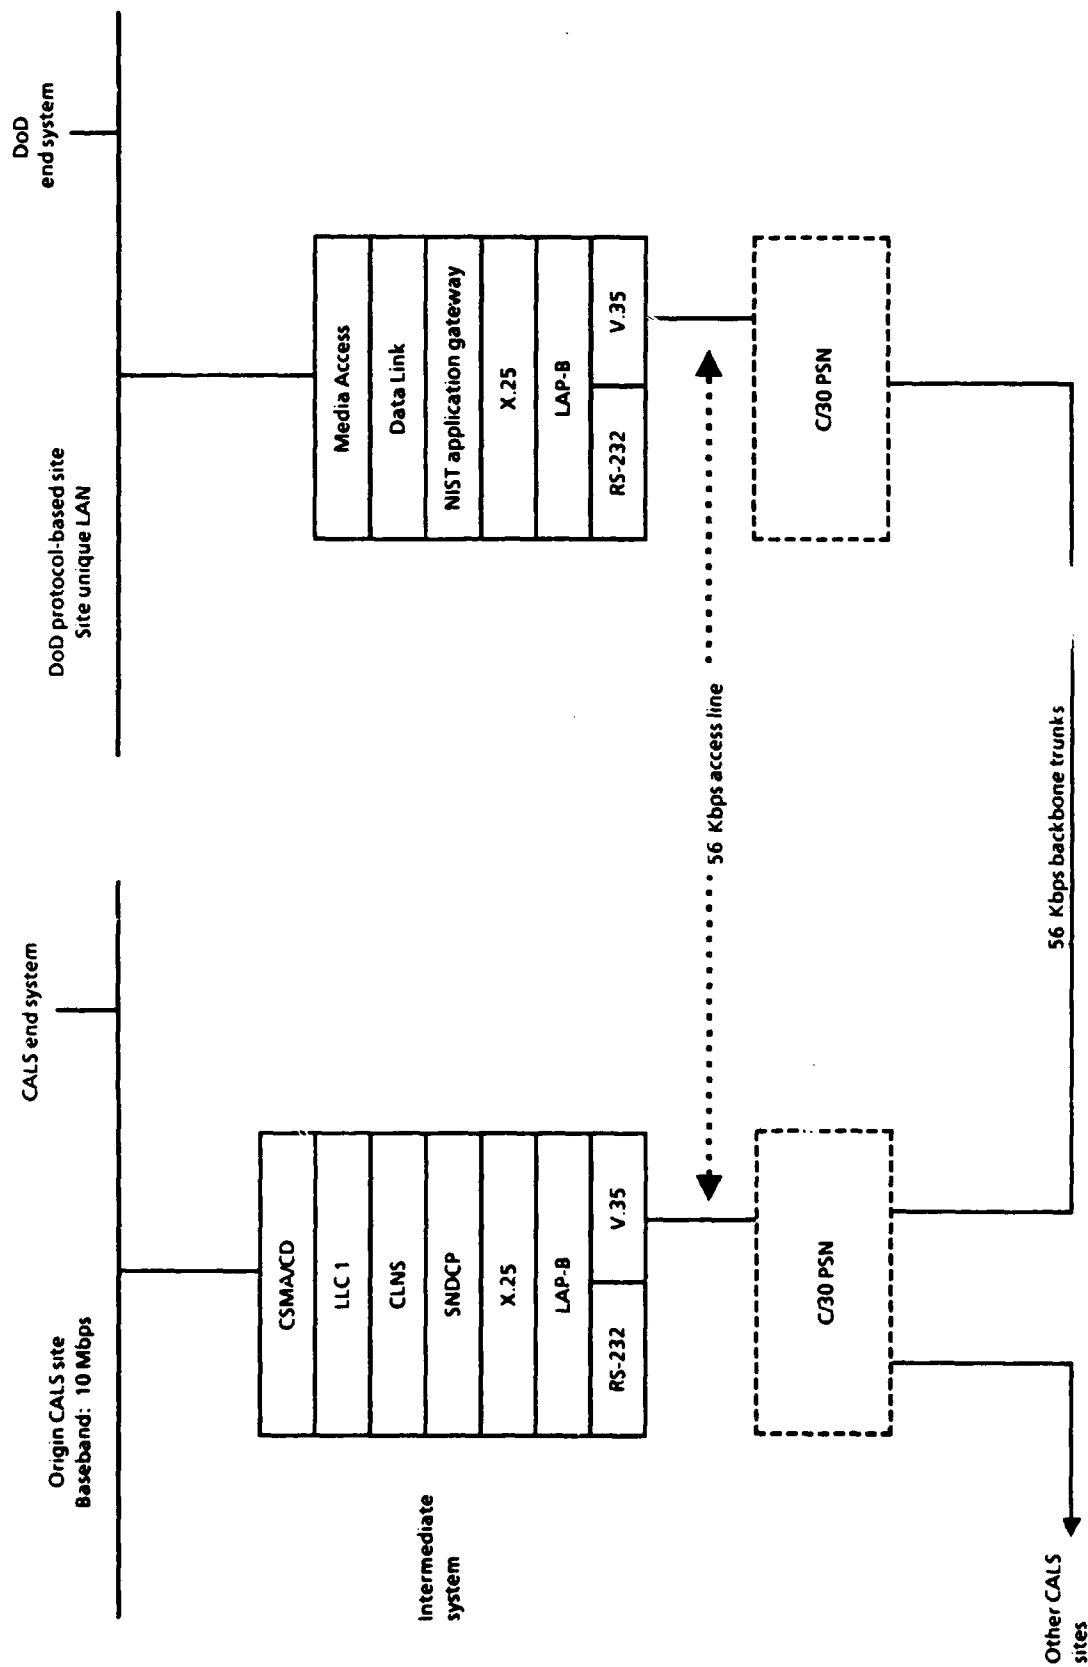 Origin CALS site
Baseband: 10 Mbps
CALS end system
CSMA/CD
LLC 1
CLNS
SNDCP
X.25
LAP-B
RS-232
V.35
Intermediate
system
C/30 PSN
Other CALS
sites
56 Kbps access line
56 Kbps backbone trunks
DoD protocol-based site
Site unique LAN
DoD
end system
Media Access
Data Link
NIST application gateway
X.25
LAP-B
RS-232
V.35
C/30 PSN